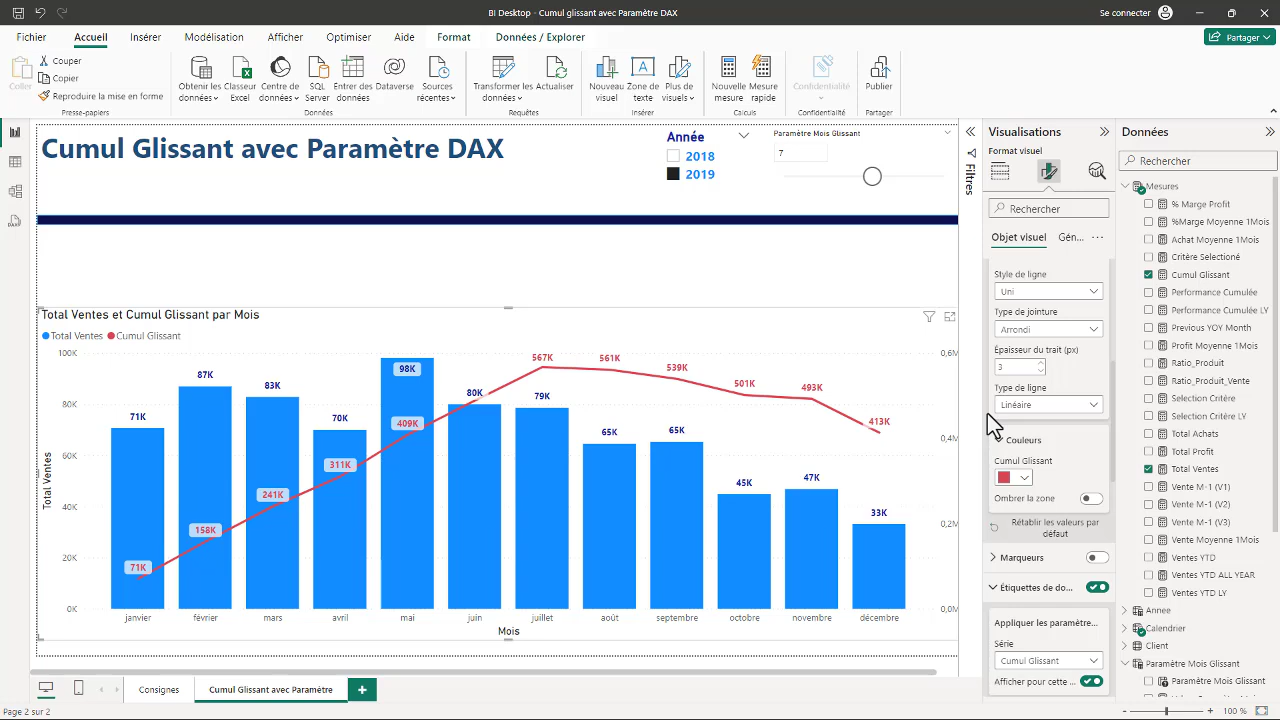 BI Desktop - Cumul glissant avec Paramètre DAX
Se connecter
Fichier
Accueil
Insérer
Modélisation
Afficher
Optimiser
Aide
Format
Données / Explorer
Partager
Coller
Couper
Copier
Reproduire la mise en forme
Obtenir les données
Classeur Excel
Centre de données
SQL Server
Entrer des données
Dataverse
Sources récentes
Transformer les données
Actualiser
Nouveau visuel
Zone de texte
Plus de visuels
Nouvelle mesure
Mesure rapide
Confidentialité
Publier
Presse-papiers
Données
Requêtes
Insérer
Calculs
Confidentialité
Partager
Cumul Glissant avec Paramètre DAX
Année
2018
2019
Paramètre Mois Glissant
7
Total Ventes et Cumul Glissant par Mois
Total Ventes
Cumul Glissant
100K
80K
60K
40K
20K
0K
Total Ventes
71K
87K
83K
70K
98K
80K
79K
65K
65K
45K
47K
33K
71K
158K
241K
311K
409K
567K
561K
539K
501K
493K
413K
0,6M
0,4M
0,2M
0,0M
janvier
février
mars
avril
mai
juin
juillet
août
septembre
octobre
novembre
décembre
Mois
Filtres
Visualisations
Format visuel
Rechercher
Objet visuel
Gén...
Style de ligne
Uni
Type de jointure
Arrondi
Épaisseur du trait (px)
3
Type de ligne
Linéaire
Couleurs
Cumul Glissant
Ombrer la zone
Rétablir les valeurs par défaut
Marqueurs
Étiquettes de do...
Appliquer les paramètre...
Série
Cumul Glissant
Afficher pour cette ...
Données
Rechercher
Mesures
% Marge Profit
%Marge Moyenne 1Mois
Achat Moyenne 1Mois
Critère Selectioné
Cumul Glissant
Performance Cumulée
Performance Cumulée LY
Previous YOY Month
Profit Moyenne 1Mois
Ratio_Produit
Ratio_Produit_Vente
Selection Critère
Selection Critère LY
Total Achats
Total Profit
Total Ventes
Vente M-1 (V1)
Vente M-1 (V2)
Vente M-1 (V3)
Vente Moyenne 1Mois
Ventes YTD
Ventes YTD ALL YEAR
Ventes YTD LY
Annee
Calendrier
Client
Paramètre Mois Glissant
Paramètre Mois Glissant
Consignes
Cumul Glissant avec Paramètre
Page 2 sur 2
100 %